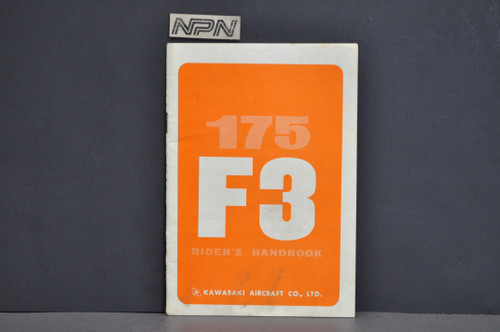 NPN
175
F3
RIDER'S HANDBOOK
KAWASAKI AIRCRAFT CO., LTD.